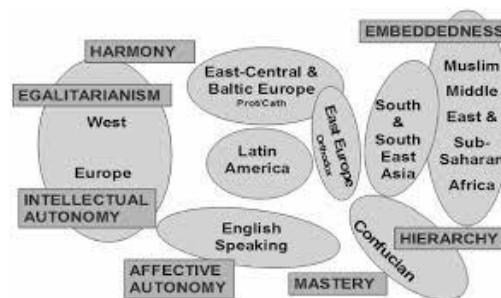 HARMONY
EMBEDDEDNESS
EGALITARIANISM
West
Europe
INTELLECTUAL
AUTONOMY
East-Central &
Baltic Europe
Prot/Cath
Latin
America
East Europe
Orthodox
South
&
South
East
Asia
Muslim
Middle
East &
Sub-
Saharan
Africa
English
Speaking
Confucian
HIERARCHY
AFFECTIVE
AUTONOMY
MASTERY